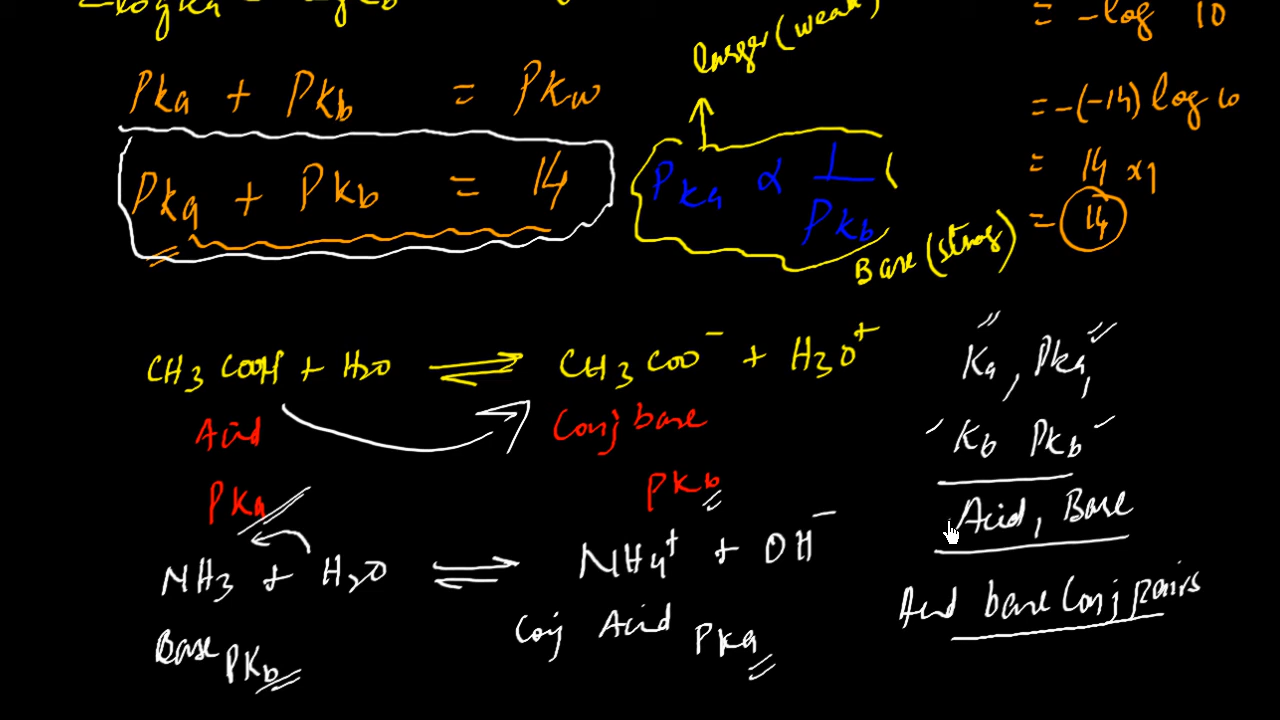 larger (weak)
= -log 10
Pka + Pkb = Pkw
= -(-14) log 10
Pka + Pkb = 14
Pka ∝ 1/Pkb
= 14 x 1
= 14
Base (strong)
CH3COOH + H2O ⇌ CH3COO⁻ + H3O⁺
Ka, Pka,
Acid
Conj base
Kb Pkb
Pka
Pkb
Acid, Base
NH3 + H2O ⇌ NH4⁺ + OH⁻
Acid base Conj pairs
Base Pkb
Conj Acid Pka